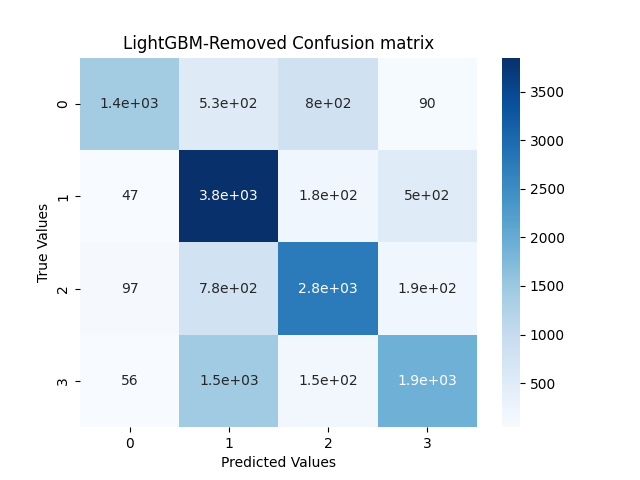 LightGBM-Removed Confusion matrix
0 1.4e+03 5.3e+02 8e+02 90
1 47 3.8e+03 1.8e+02 5e+02
2 97 7.8e+02 2.8e+03 1.9e+02
3 56 1.5e+03 1.5e+02 1.9e+03
0 1 2 3
Predicted Values
True Values
3500
3000
2500
2000
1500
1000
500